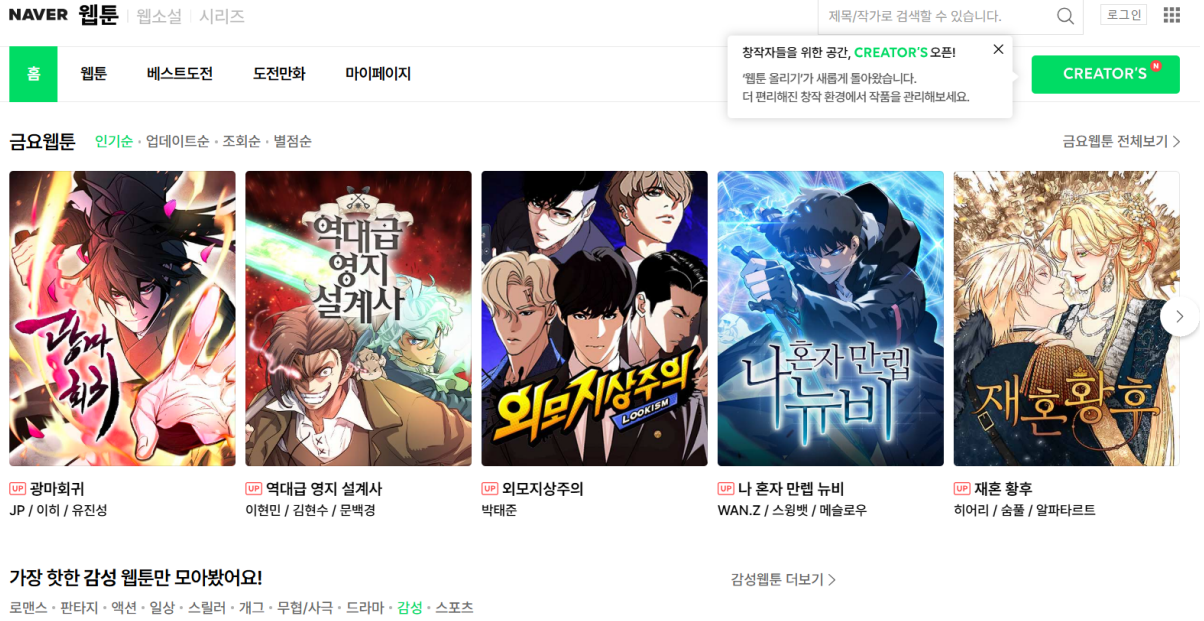 NAVER 웹툰 웹소설 시리즈
제목/작가로 검색할 수 있습니다.
로그인
홈 웹툰 베스트도전 도전만화 마이페이지
창작자들을 위한 공간, CREATOR'S 오픈!
'웹툰 올리기'가 새롭게 돌아왔습니다.
더 편리해진 창작 환경에서 작품을 관리해보세요.
CREATOR'S N
금요웹툰 인기순 · 업데이트순 · 조회순 · 별점순
금요웹툰 전체보기
광마
회귀
역대급
영지
설계사
외모지상주의
LOOKISM
나 혼자 만렙
뉴비
재혼 황후
UP 광마회귀
JP / 이히 / 유진성
UP 역대급 영지 설계사
이현민 / 김현수 / 문백경
UP 외모지상주의
박태준
UP 나 혼자 만렙 뉴비
WAN.Z / 스윙뱃 / 메슬로우
UP 재혼 황후
히어리 / 숨풀 / 알파타르트
가장 핫한 감성 웹툰만 모아봤어요!
감성웹툰 더보기
로맨스 · 판타지 · 액션 · 일상 · 스릴러 · 개그 · 무협/사극 · 드라마 · 감성 · 스포츠